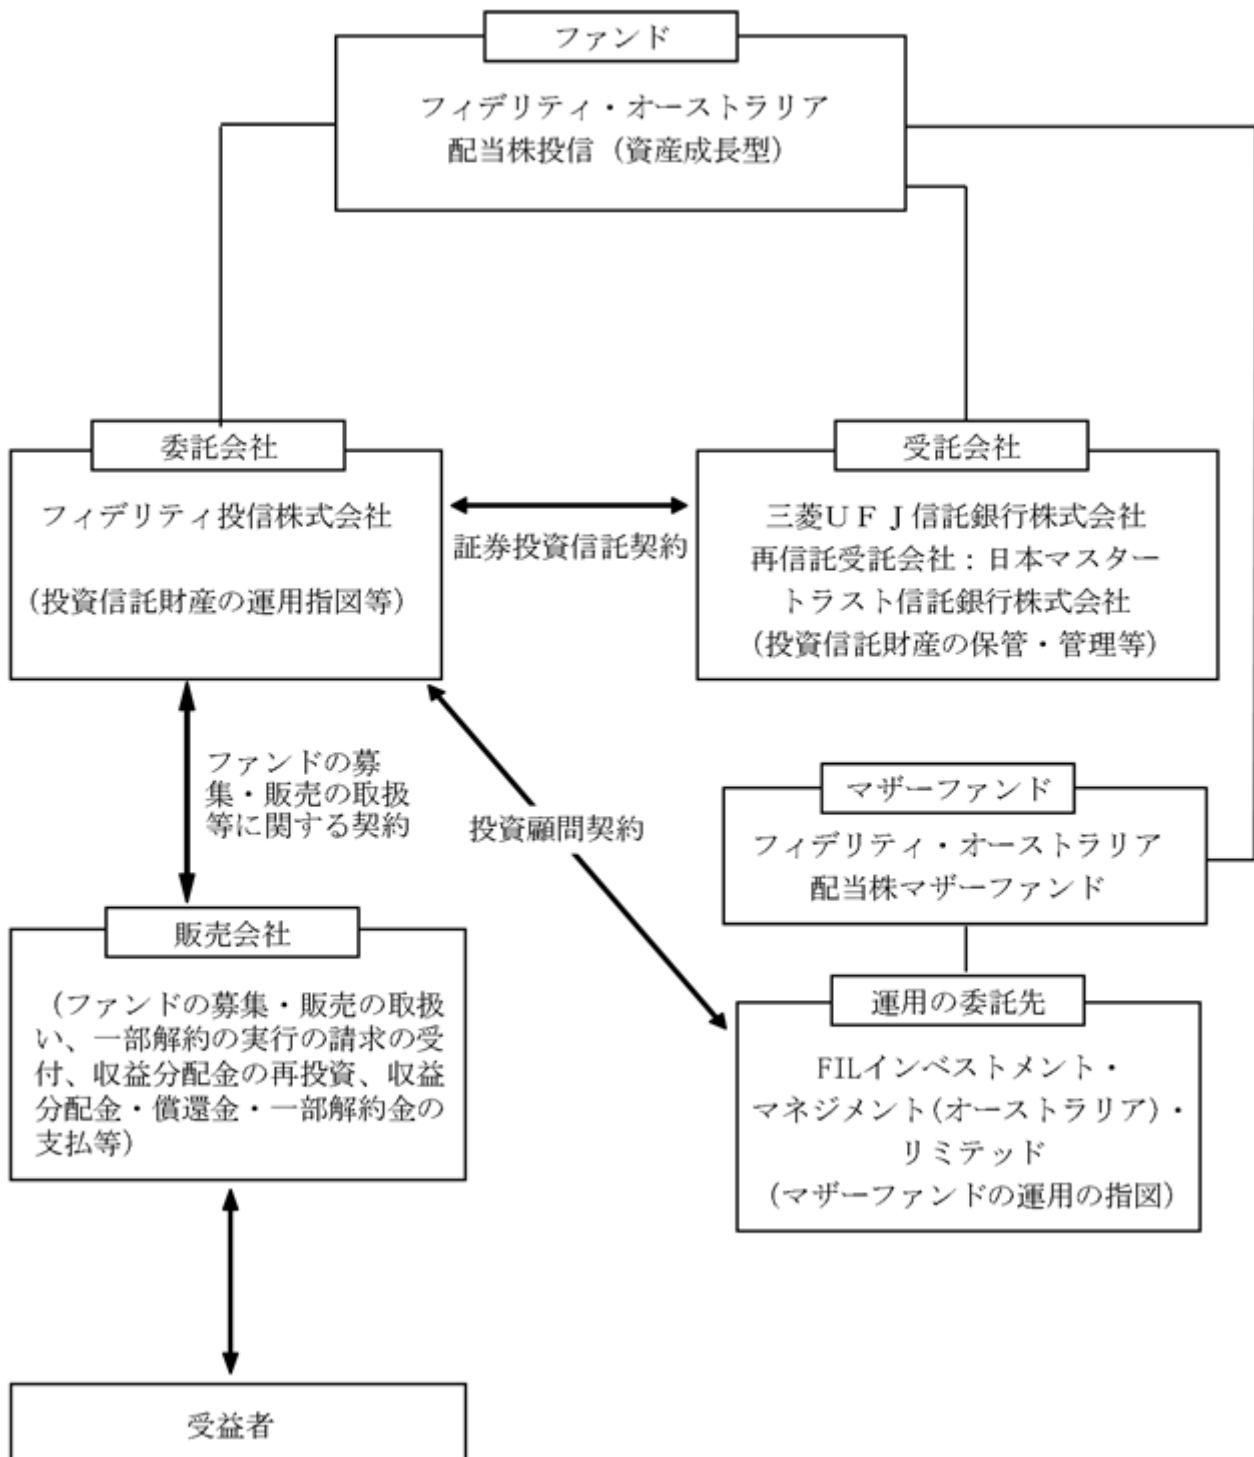 ファンド
フィデリティ・オーストラリア
配当株投信（資産成長型）
委託会社
フィデリティ投信株式会社
（投資信託財産の運用指図等）
証券投資信託契約
受託会社
三菱ＵＦＪ信託銀行株式会社
再信託受託会社：日本マスター
トラスト信託銀行株式会社
（投資信託財産の保管・管理等）
ファンドの募
集・販売の取扱
等に関する契約
投資顧問契約
マザーファンド
フィデリティ・オーストラリア
配当株マザーファンド
販売会社
（ファンドの募集・販売の取扱
い、一部解約の実行の請求の受
付、収益分配金の再投資、収益
分配金・償還金・一部解約金の
支払等）
運用の委託先
FILインベストメント・
マネジメント（オーストラリア）・
リミテッド
（マザーファンドの運用の指図）
受益者